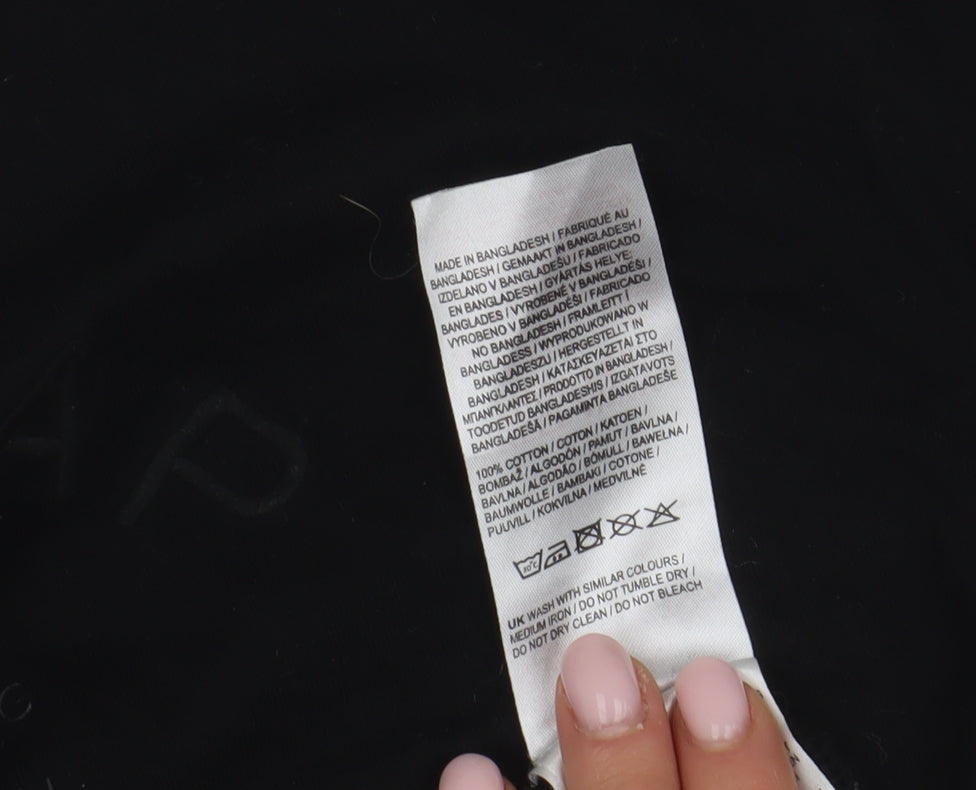 MADE IN BANGLADESH / FABRIQUÉ AU
BANGLADESH / GEMAAKT IN BANGLADESH /
IZDELANO V BANGLADEŠU / FABRICADO
EN BANGLADESH / GYÁRTÁS HELYE:
BANGLADES / VYROBENÉ V BANGLADÉŠI /
VYROBENO V BANGLADÉŠI / FABRICADO
NO BANGLADESH / FRAMLEITT Í
BANGLADESS / WYPRODUKOWANO W
BANGLADESZU / HERGESTELLT IN
BANGLADESH / ΚΑΤΑΣΚΕΥΑΖΕΤΑΙ ΣΤΟ
ΜΠΑΝΓΚΛΑΝΤΕΣ / PRODOTTO IN BANGLADESH /
TOODETUD BANGLADESHIS / IZGATAVOTS
BANGLADEŠĀ / PAGAMINTA BANGLADEŠE
100% COTTON / COTON / KATOEN /
BOMBAŽ / ALGODÓN / PAMUT / BAVLNA /
BAVLNA / ALGODÃO / BÓMULL / BAWEŁNA /
BAUMWOLLE / ΒΑΜΒΑΚΙ / COTONE /
PUUVILL / KOKVILNA / MEDVILNĖ
30°C
UK WASH WITH SIMILAR COLOURS /
MEDIUM IRON / DO NOT TUMBLE DRY /
DO NOT DRY CLEAN / DO NOT BLEACH